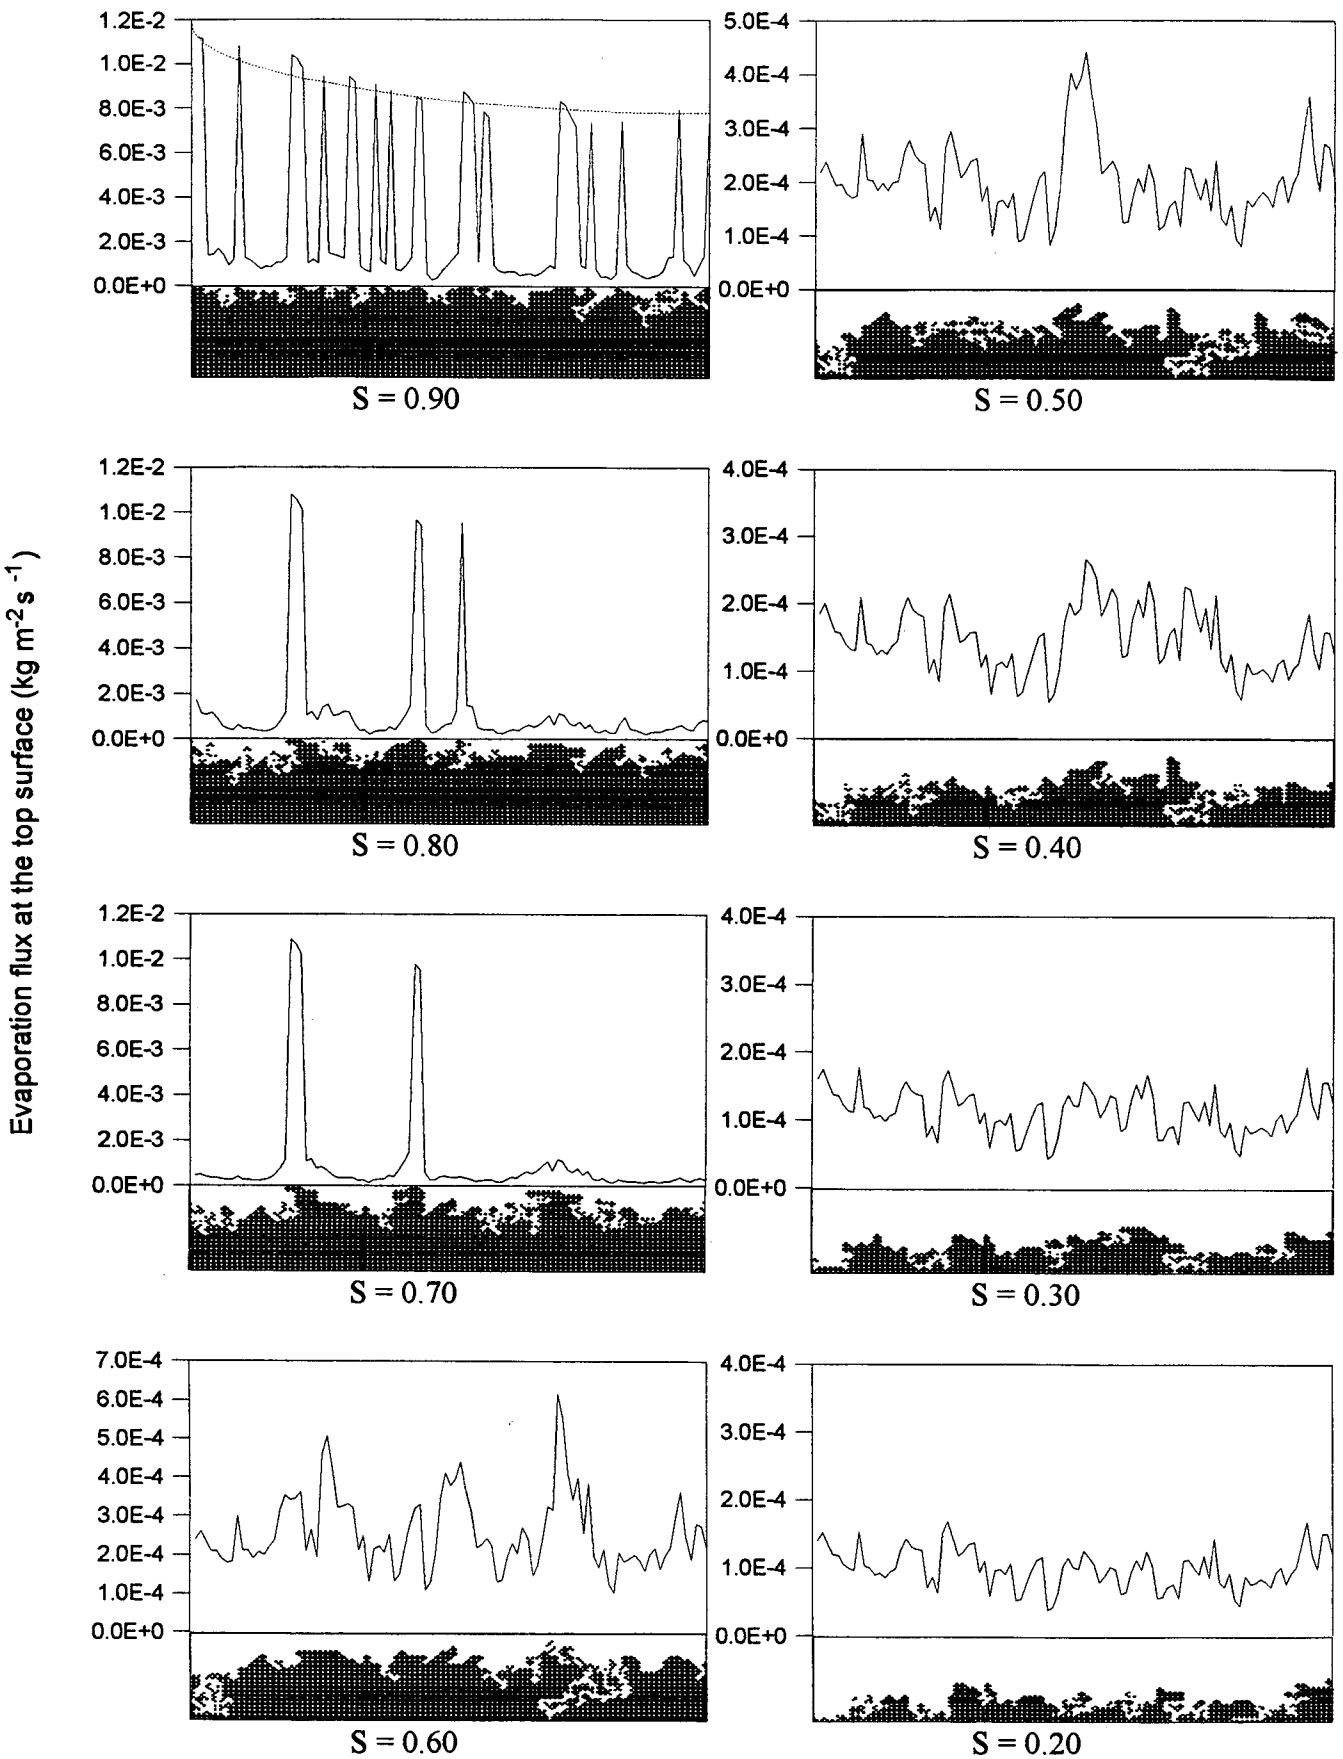 Evaporation flux at the top surface (kg m-2 s -1)
1.2E-2
1.0E-2
8.0E-3
6.0E-3
4.0E-3
2.0E-3
0.0E+0
S = 0.90
5.0E-4
4.0E-4
3.0E-4
2.0E-4
1.0E-4
0.0E+0
S = 0.50
1.2E-2
1.0E-2
8.0E-3
6.0E-3
4.0E-3
2.0E-3
0.0E+0
S = 0.80
4.0E-4
3.0E-4
2.0E-4
1.0E-4
0.0E+0
S = 0.40
1.2E-2
1.0E-2
8.0E-3
6.0E-3
4.0E-3
2.0E-3
0.0E+0
S = 0.70
4.0E-4
3.0E-4
2.0E-4
1.0E-4
0.0E+0
S = 0.30
7.0E-4
6.0E-4
5.0E-4
4.0E-4
3.0E-4
2.0E-4
1.0E-4
0.0E+0
S = 0.60
4.0E-4
3.0E-4
2.0E-4
1.0E-4
0.0E+0
S = 0.20